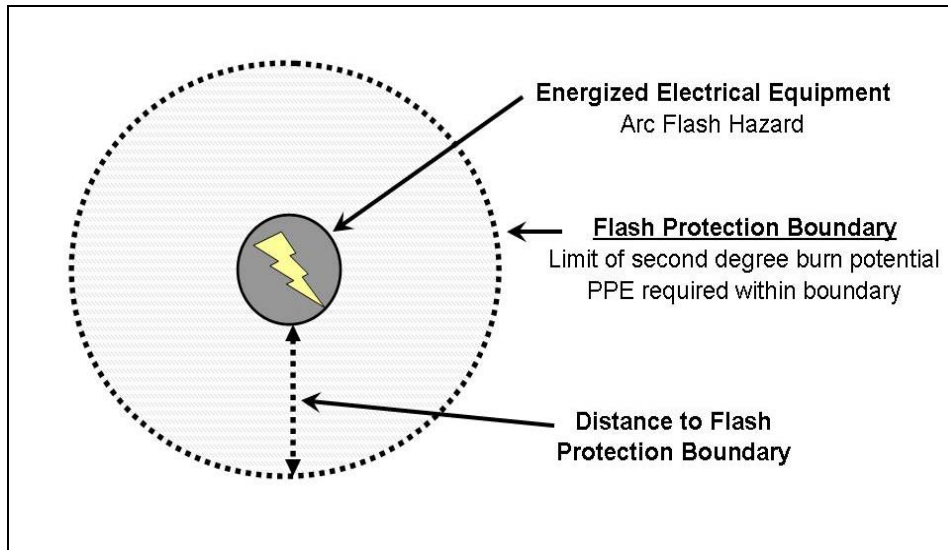 Energized Electrical Equipment
Arc Flash Hazard
Flash Protection Boundary
Limit of second degree burn potential
PPE required within boundary
Distance to Flash
Protection Boundary